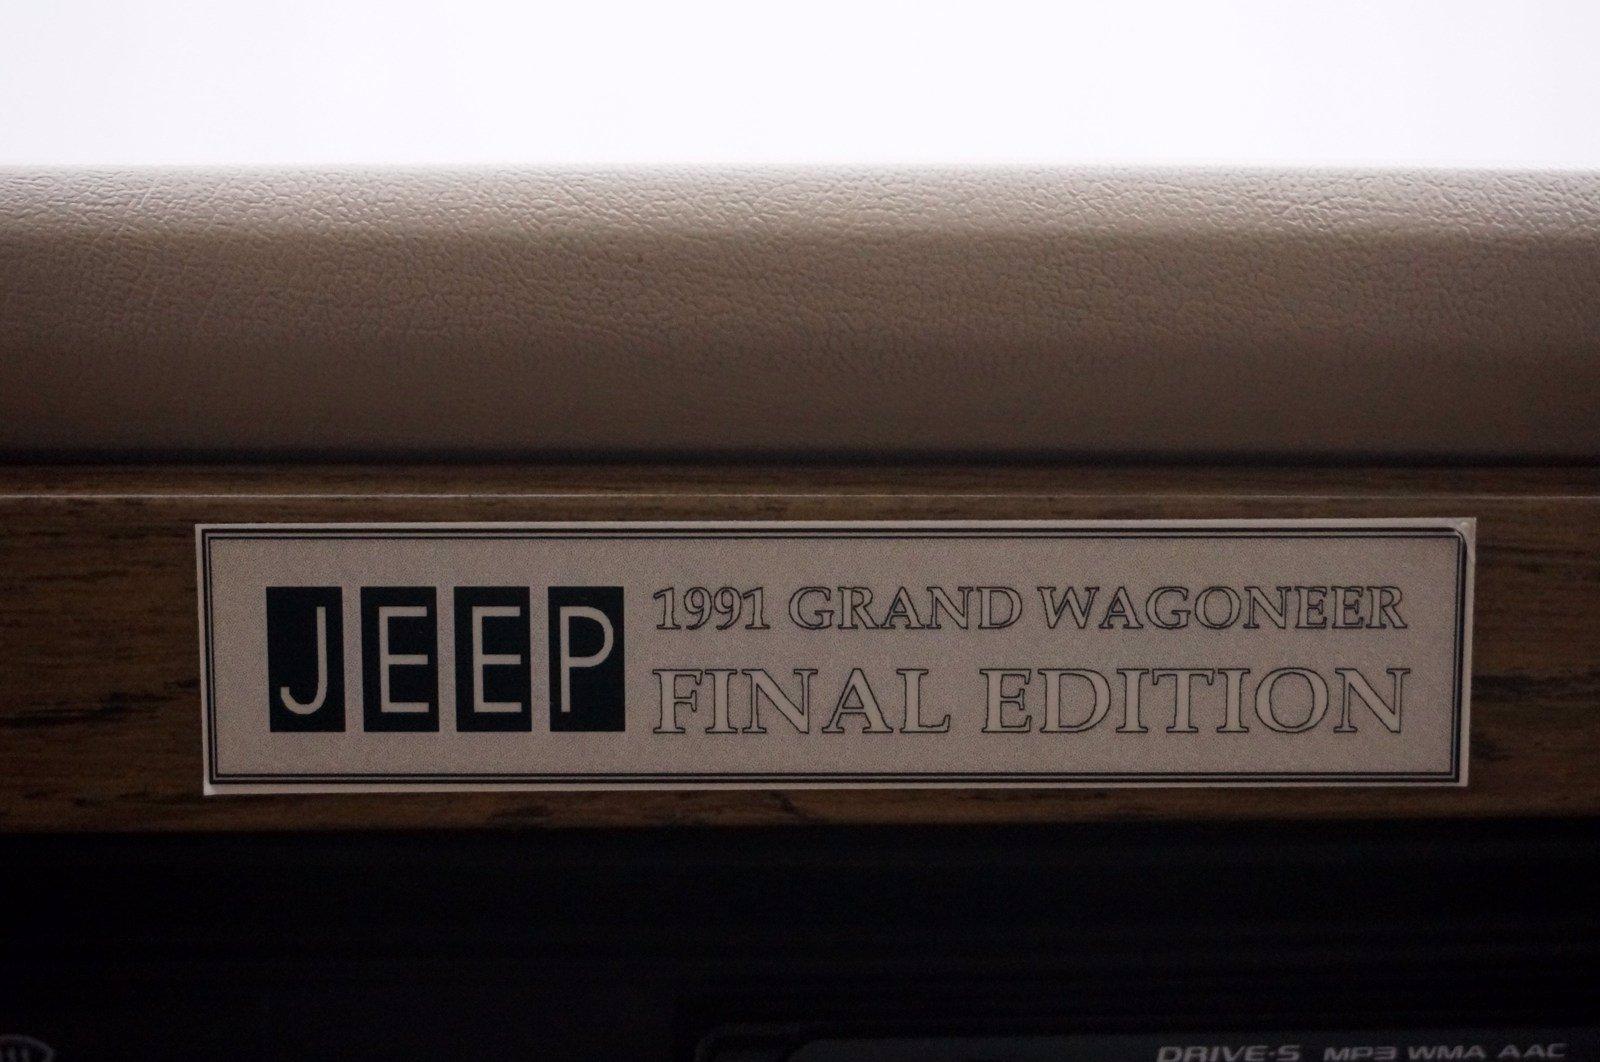 JEEP
1991 GRAND WAGONEER
FINAL EDITION
DRIVE•S MP3 WMA AAC